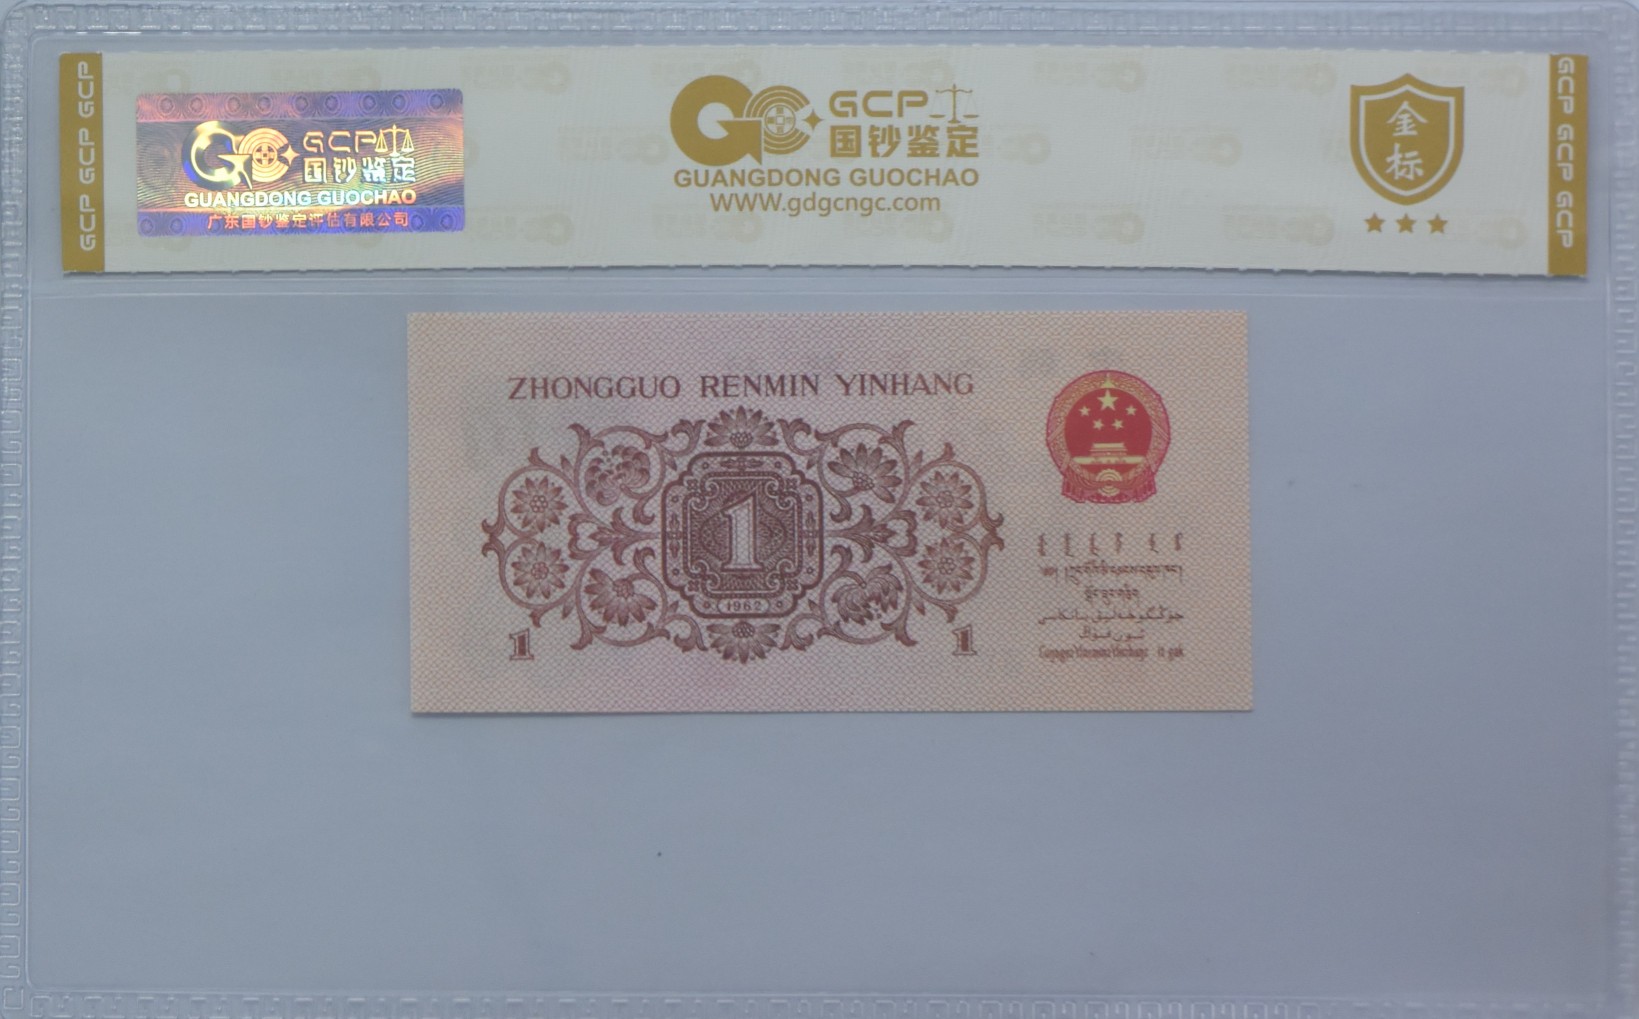 GCP GCP GCP
GCP
国钞鉴定
GUANGDONG GUOCHAO
广东国钞鉴定评估有限公司
GCP
国钞鉴定
GUANGDONG GUOCHAO
WWW.gdgcngc.com
金
标
GCP GCP GCP
ZHONGGUO RENMIN YINHANG
1
1962
1
1